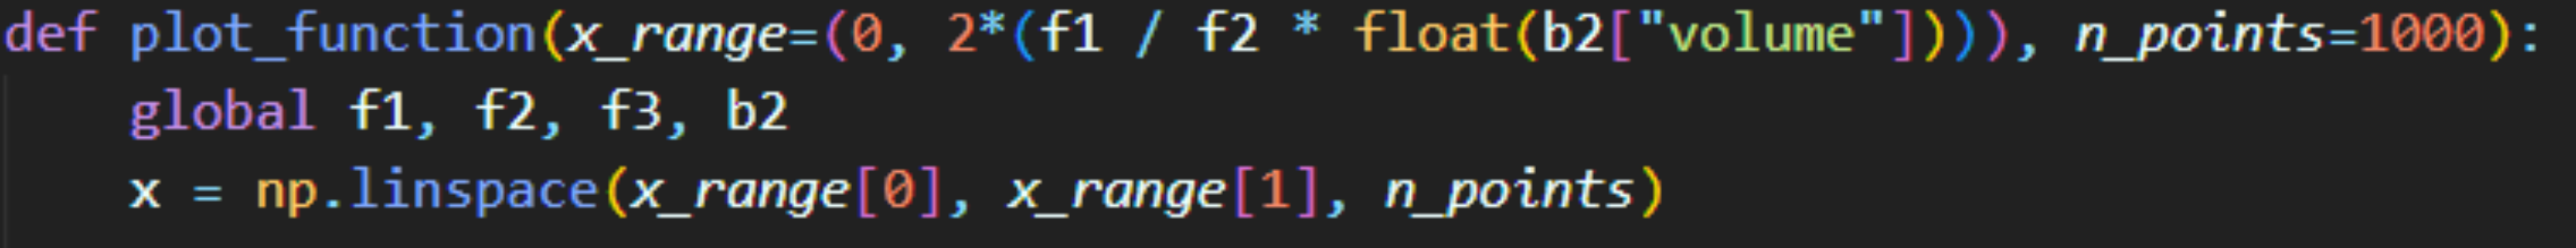 def plot_function(x_range=(0, 2*(f1 / f2 * float(b2["volume"]))), n_points=1000):
    global f1, f2, f3, b2
    x = np.linspace(x_range[0], x_range[1], n_points)